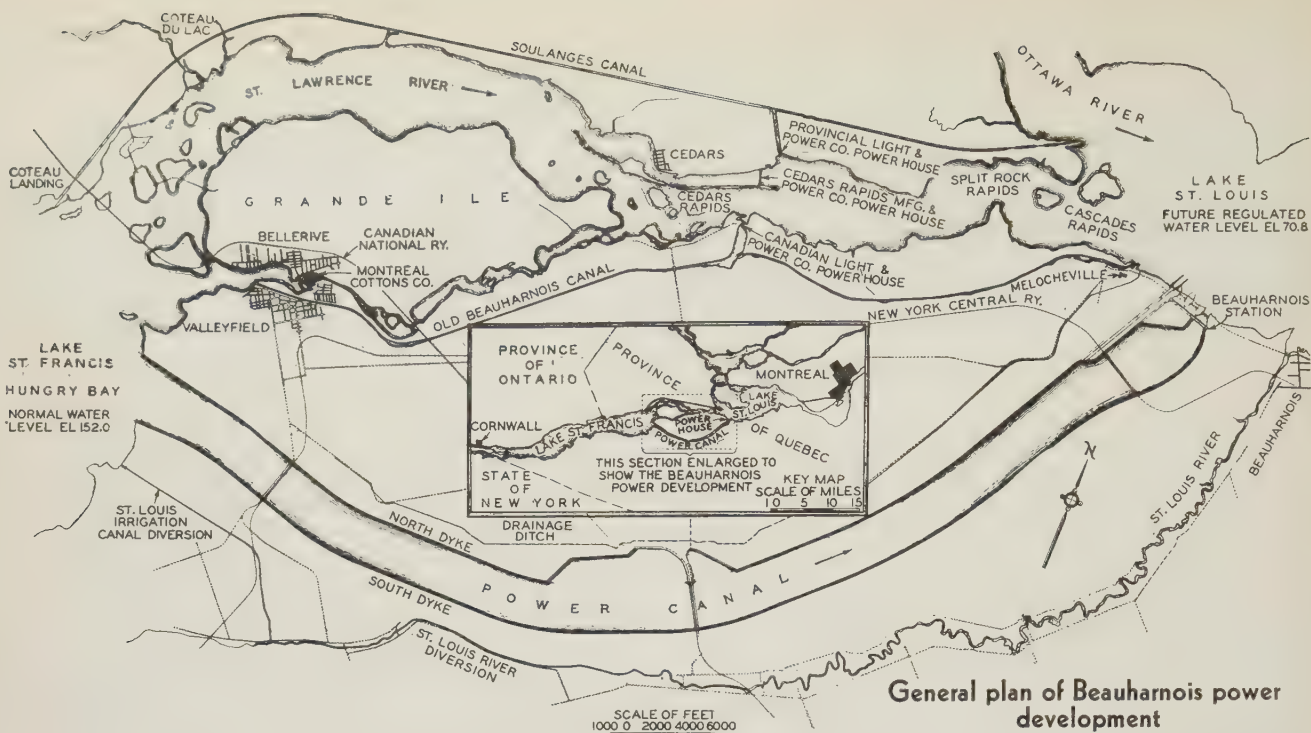 COTEAU
DU LAC
SOULANGES CANAL
OTTAWA RIVER
ST. LAWRENCE RIVER
COTEAU
LANDING
GRANDE ILE
CEDARS
CEDARS
RAPIDS
PROVINCIAL LIGHT &
POWER CO. POWER HOUSE
CEDARS RAPIDS MFG. &
POWER CO. POWER HOUSE
SPLIT ROCK
RAPIDS
CASCADES
RAPIDS
LAKE
ST. LOUIS
FUTURE REGULATED
WATER LEVEL EL 70.8
BELLERIVE
CANADIAN
NATIONAL RY.
MONTREAL
COTTONS CO.
VALLEYFIELD
OLD BEAUHARNOIS CANAL
CANADIAN LIGHT &
POWER CO. POWER HOUSE
MELOCHEVILLE
NEW YORK CENTRAL RY.
BEAUHARNOIS
STATION
LAKE
ST. FRANCIS
HUNGRY BAY
NORMAL WATER
LEVEL EL 152.0
PROVINCE
OF
ONTARIO
PROVINCE
OF QUEBEC
MONTREAL
LAKE
ST. LOUIS
CORNWALL
LAKE ST. FRANCIS
POWER
HOUSE
POWER CANAL
STATE
OF
NEW YORK
THIS SECTION ENLARGED TO
SHOW THE BEAUHARNOIS
POWER DEVELOPMENT
KEY MAP
SCALE OF MILES
1 0 5 10 15
N
ST. LOUIS RIVER
BEAUHARNOIS
ST. LOUIS
IRRIGATION
CANAL DIVERSION
NORTH DYKE
DRAINAGE
DITCH
SOUTH DYKE
POWER CANAL
ST. LOUIS RIVER
DIVERSION
SCALE OF FEET
1000 0 2000 4000 6000
General plan of Beauharnois power
development